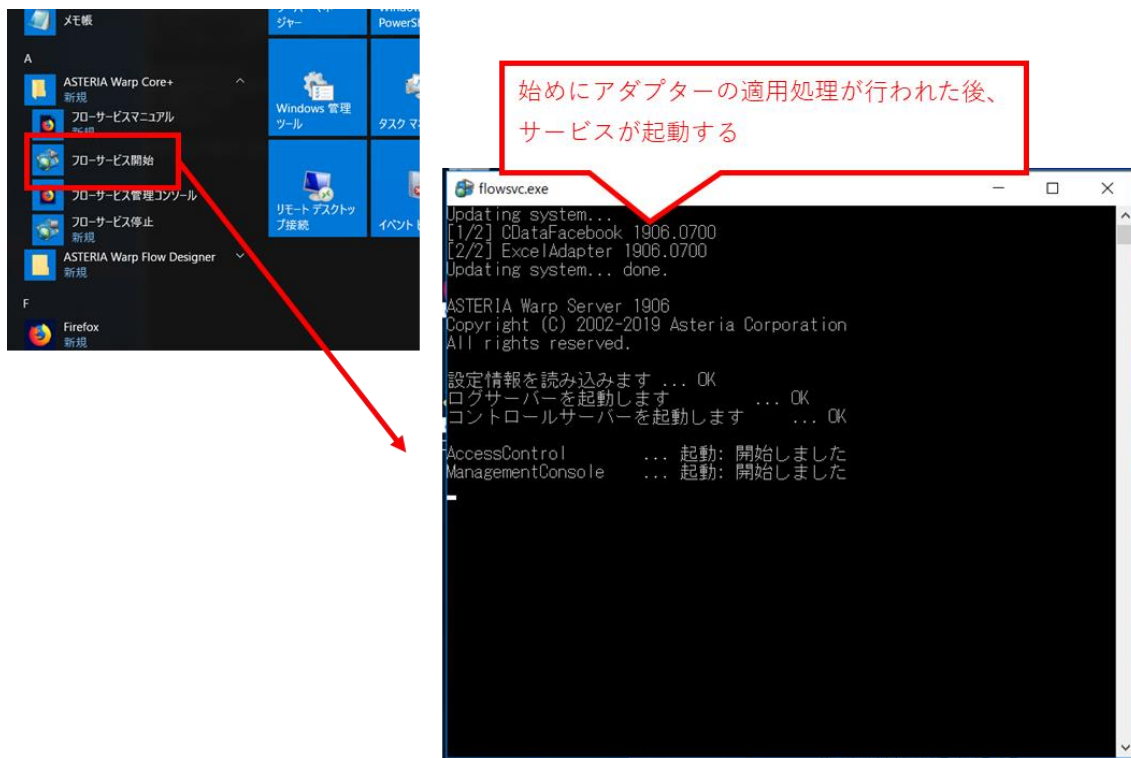 メモ帳
ジャー
PowerSh
A
ASTERIA Warp Core+
新規
フローサービスマニュアル
フローサービス開始
フローサービス管理コンソール
フローサービス停止
新規
ASTERIA Warp Flow Designer
新規
F
Firefox
新規
Windows 管理
ツール
タスク マ
リモート デスクトッ
プ接続
イベント ビ
始めにアダプターの適用処理が行われた後、
サービスが起動する
flowsvc.exe
Updating system...
[1/2] CDataFacebook 1906.0700
[2/2] ExcelAdapter 1906.0700
Updating system... done.
ASTERIA Warp Server 1906
Copyright (C) 2002-2019 Asteria Corporation
All rights reserved.
設定情報を読み込みます ... OK
ログサーバーを起動します ... OK
コントロールサーバーを起動します ... OK
AccessControl ... 起動: 開始しました
ManagementConsole ... 起動: 開始しました